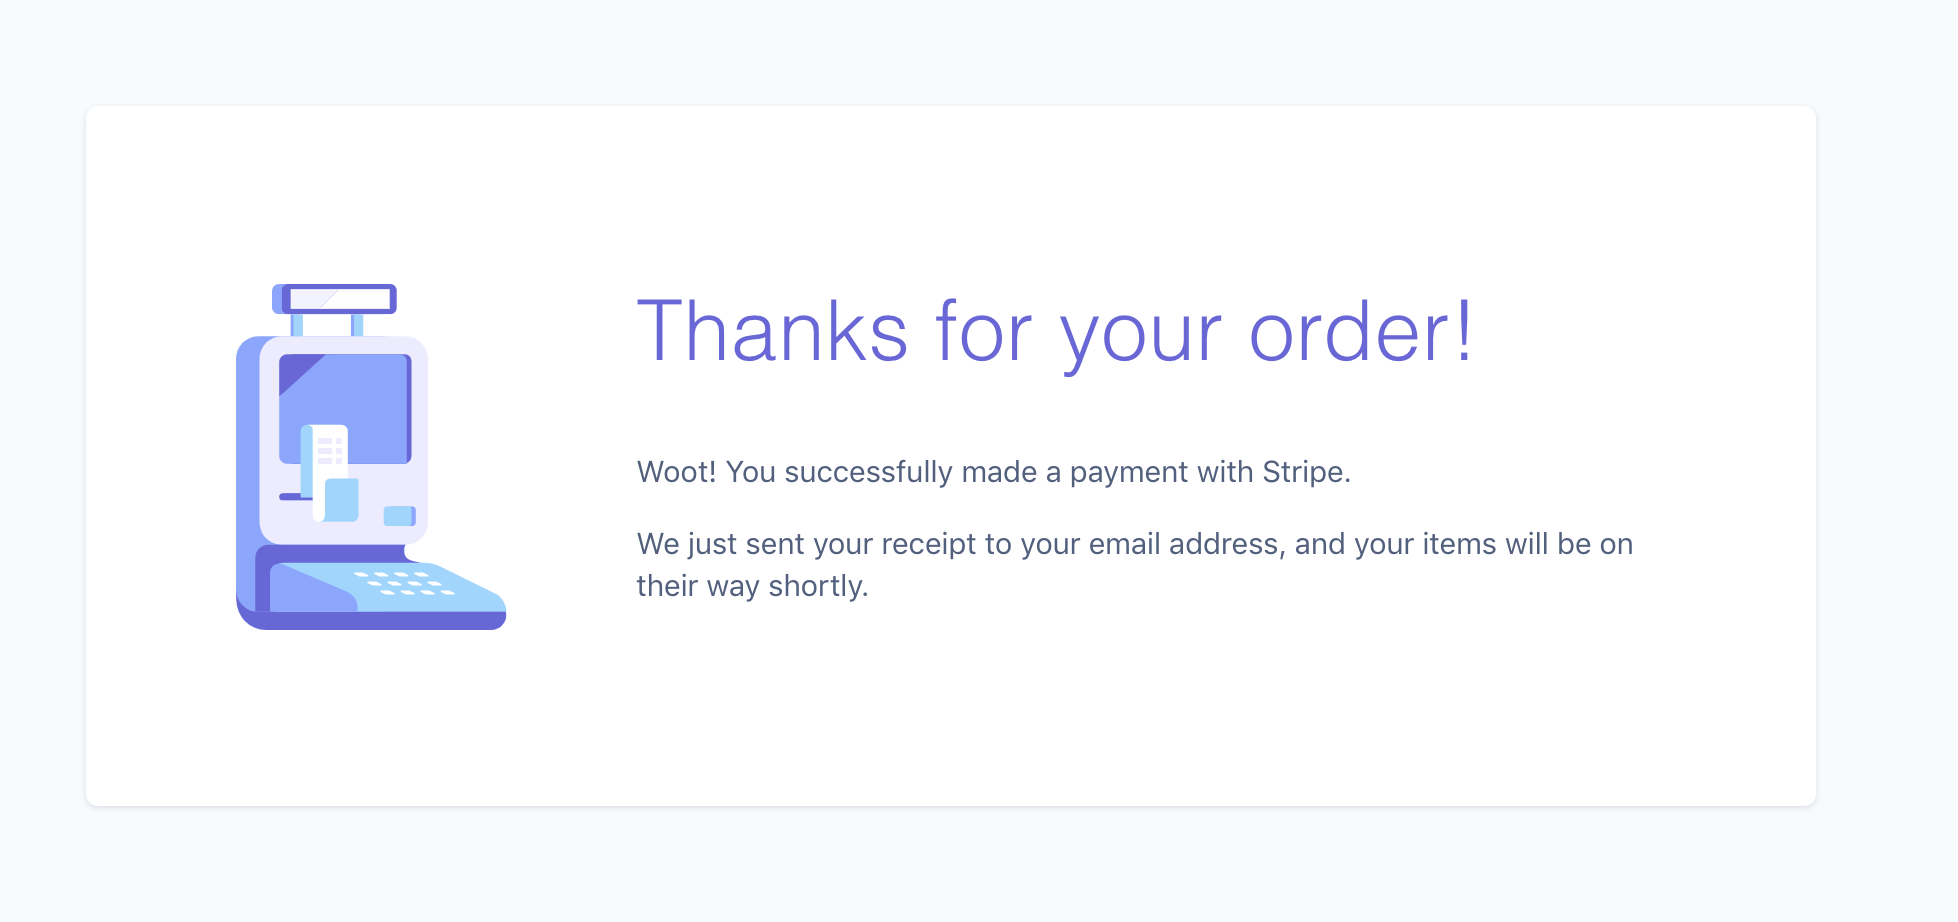 Thanks for your order!
Woot! You successfully made a payment with Stripe.
We just sent your receipt to your email address, and your items will be on
their way shortly.